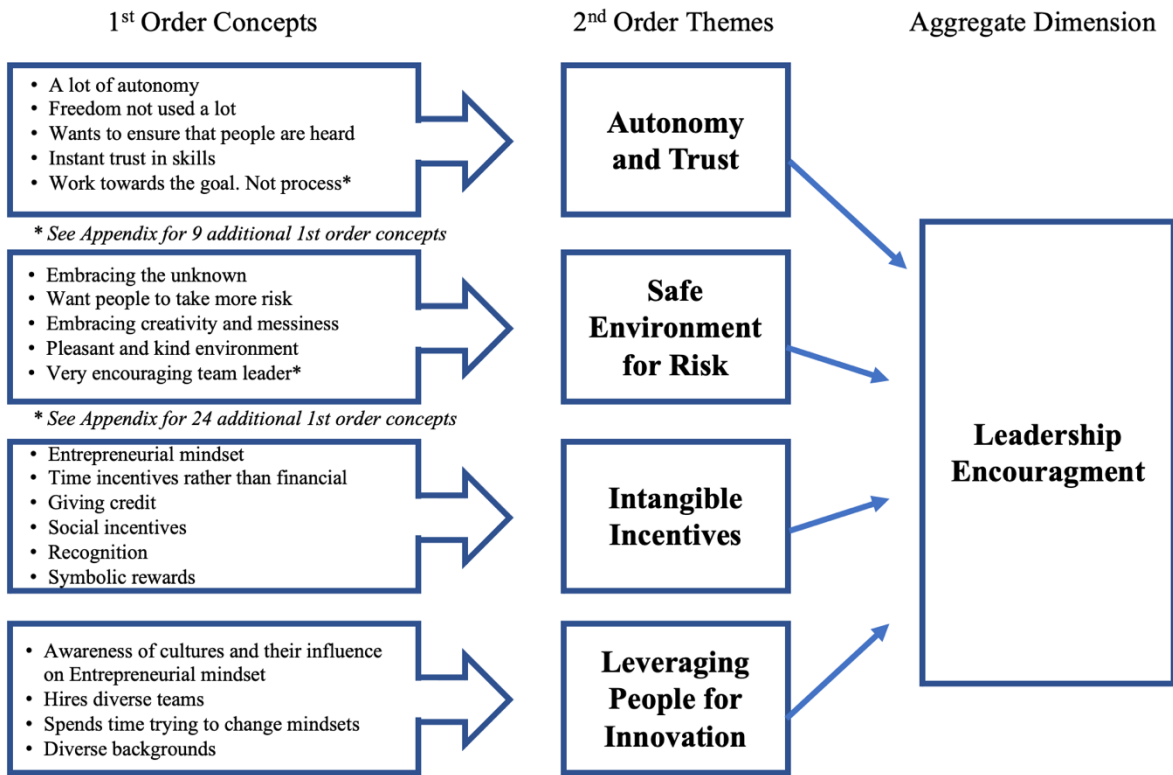 1st Order Concepts
2nd Order Themes
Aggregate Dimension
• A lot of autonomy
• Freedom not used a lot
• Wants to ensure that people are heard
• Instant trust in skills
• Work towards the goal. Not process*
Autonomy
and Trust
* See Appendix for 9 additional 1st order concepts
• Embracing the unknown
• Want people to take more risk
• Embracing creativity and messiness
• Pleasant and kind environment
• Very encouraging team leader*
Safe
Environment
for Risk
* See Appendix for 24 additional 1st order concepts
• Entrepreneurial mindset
• Time incentives rather than financial
• Giving credit
• Social incentives
• Recognition
• Symbolic rewards
Intangible
Incentives
• Awareness of cultures and their influence
on Entrepreneurial mindset
• Hires diverse teams
• Spends time trying to change mindsets
• Diverse backgrounds
Leveraging
People for
Innovation
Leadership
Encouragment